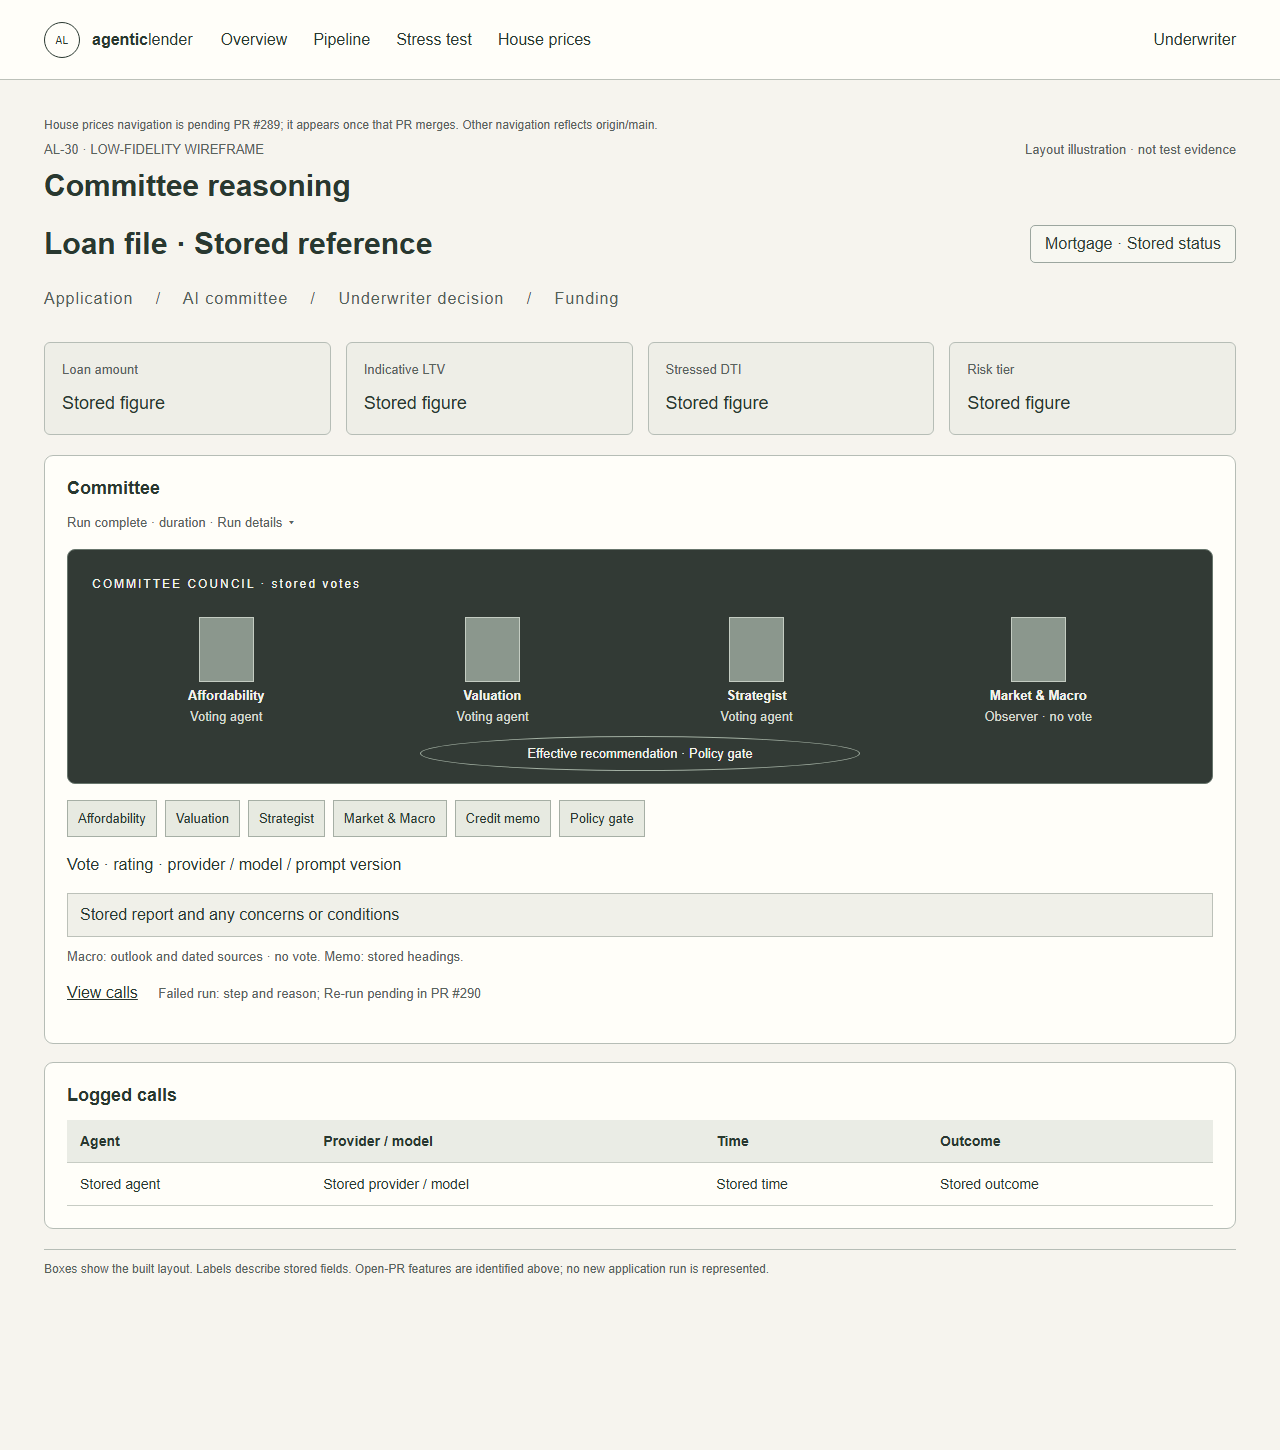 AL agenticlender Overview Pipeline Stress test House prices Underwriter
House prices navigation is pending PR #289; it appears once that PR merges. Other navigation reflects origin/main.
AL-30 · LOW-FIDELITY WIREFRAME Layout illustration · not test evidence
Committee reasoning
Loan file · Stored reference Mortgage · Stored status
Application / AI committee / Underwriter decision / Funding
Loan amount Indicative LTV Stressed DTI Risk tier
Stored figure Stored figure Stored figure Stored figure
Committee
Run complete · duration · Run details ▾
COMMITTEE COUNCIL · stored votes
Affordability Valuation Strategist Market & Macro
Voting agent Voting agent Voting agent Observer · no vote
Effective recommendation · Policy gate
Affordability Valuation Strategist Market & Macro Credit memo Policy gate
Vote · rating · provider / model / prompt version
Stored report and any concerns or conditions
Macro: outlook and dated sources · no vote. Memo: stored headings.
View calls Failed run: step and reason; Re-run pending in PR #290
Logged calls
Agent Provider / model Time Outcome
Stored agent Stored provider / model Stored time Stored outcome
Boxes show the built layout. Labels describe stored fields. Open-PR features are identified above; no new application run is represented.